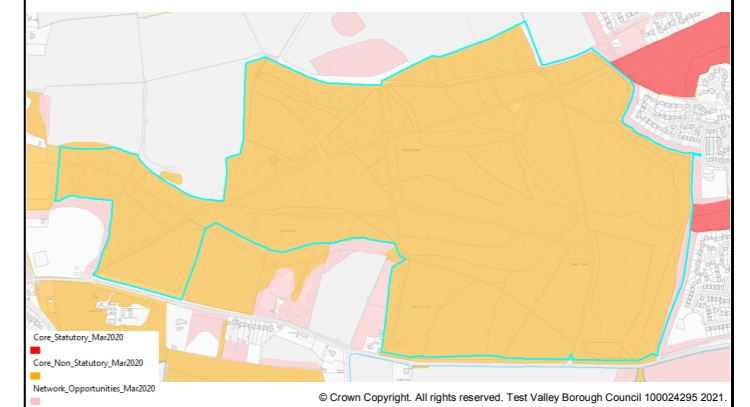 Core_Statutory_Mar2020
Core_Non_Statutory_Mar2020
Network_Opportunities_Mar2020
© Crown Copyright. All rights reserved. Test Valley Borough Council 100024295 2021.